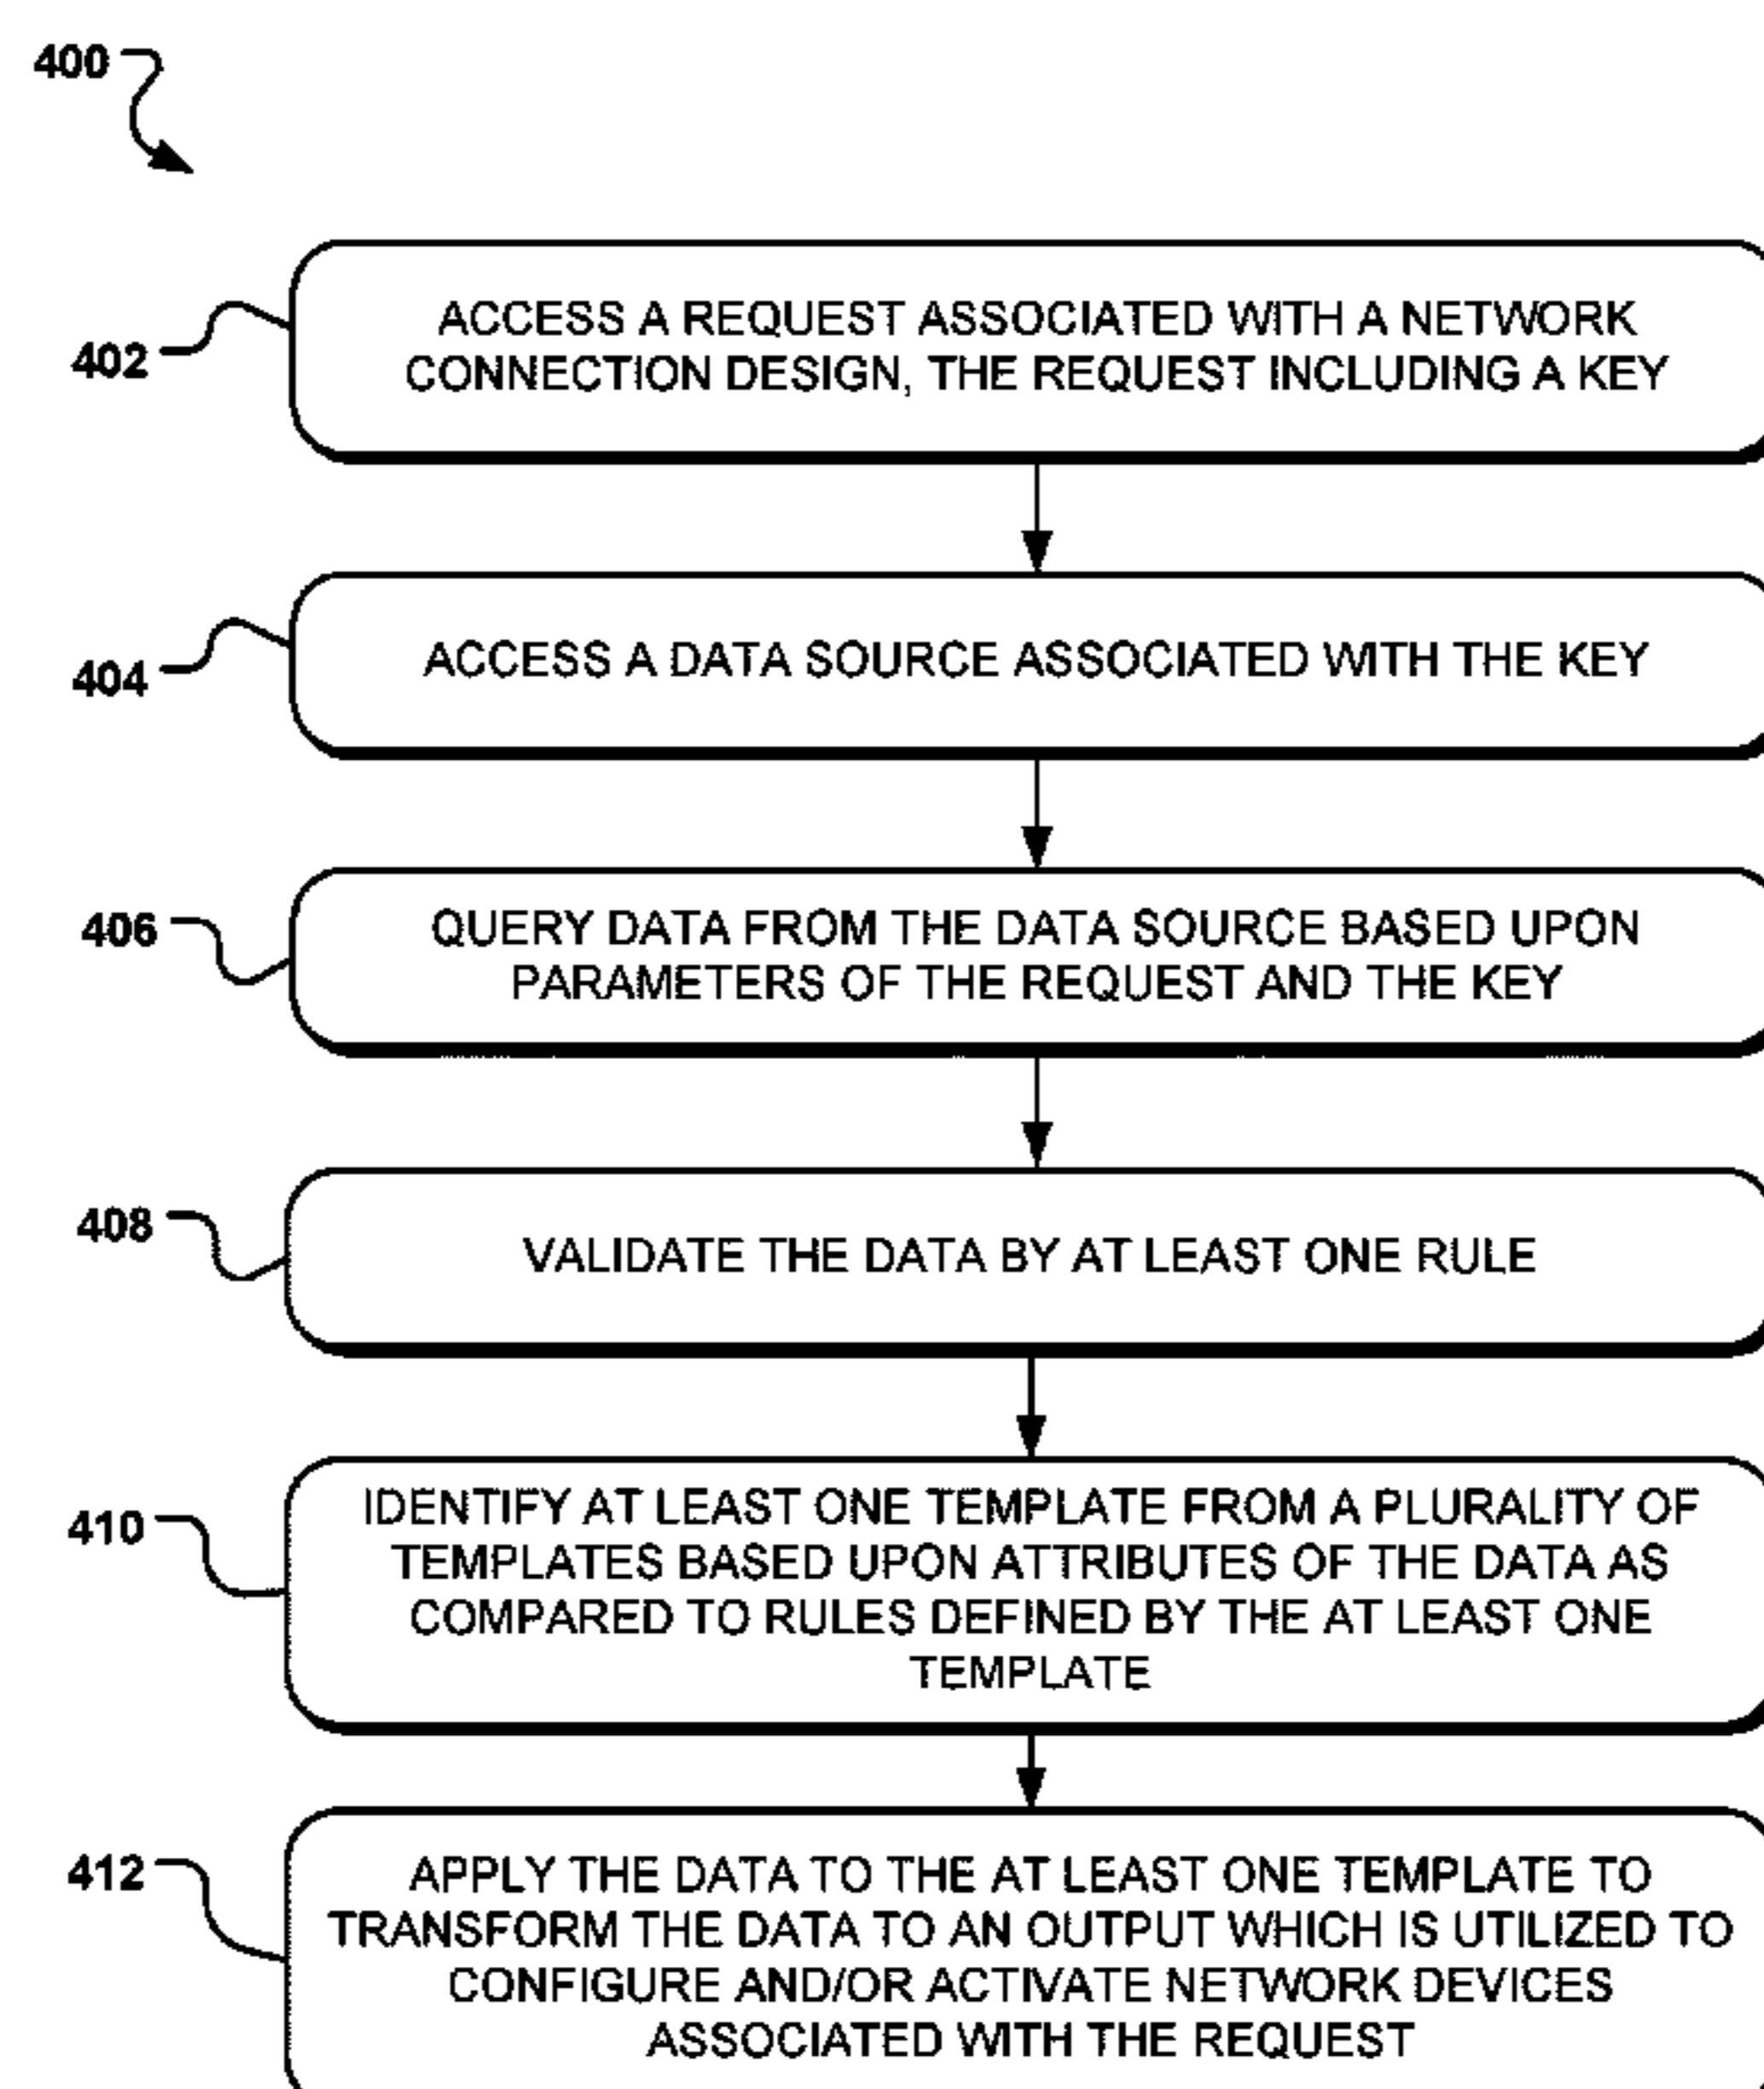 400
402
ACCESS A REQUEST ASSOCIATED WITH A NETWORK
CONNECTION DESIGN, THE REQUEST INCLUDING A KEY
404
ACCESS A DATA SOURCE ASSOCIATED WITH THE KEY
406
QUERY DATA FROM THE DATA SOURCE BASED UPON
PARAMETERS OF THE REQUEST AND THE KEY
408
VALIDATE THE DATA BY AT LEAST ONE RULE
410
IDENTIFY AT LEAST ONE TEMPLATE FROM A PLURALITY OF
TEMPLATES BASED UPON ATTRIBUTES OF THE DATA AS
COMPARED TO RULES DEFINED BY THE AT LEAST ONE
TEMPLATE
412
APPLY THE DATA TO THE AT LEAST ONE TEMPLATE TO
TRANSFORM THE DATA TO AN OUTPUT WHICH IS UTILIZED TO
CONFIGURE AND/OR ACTIVATE NETWORK DEVICES
ASSOCIATED WITH THE REQUEST